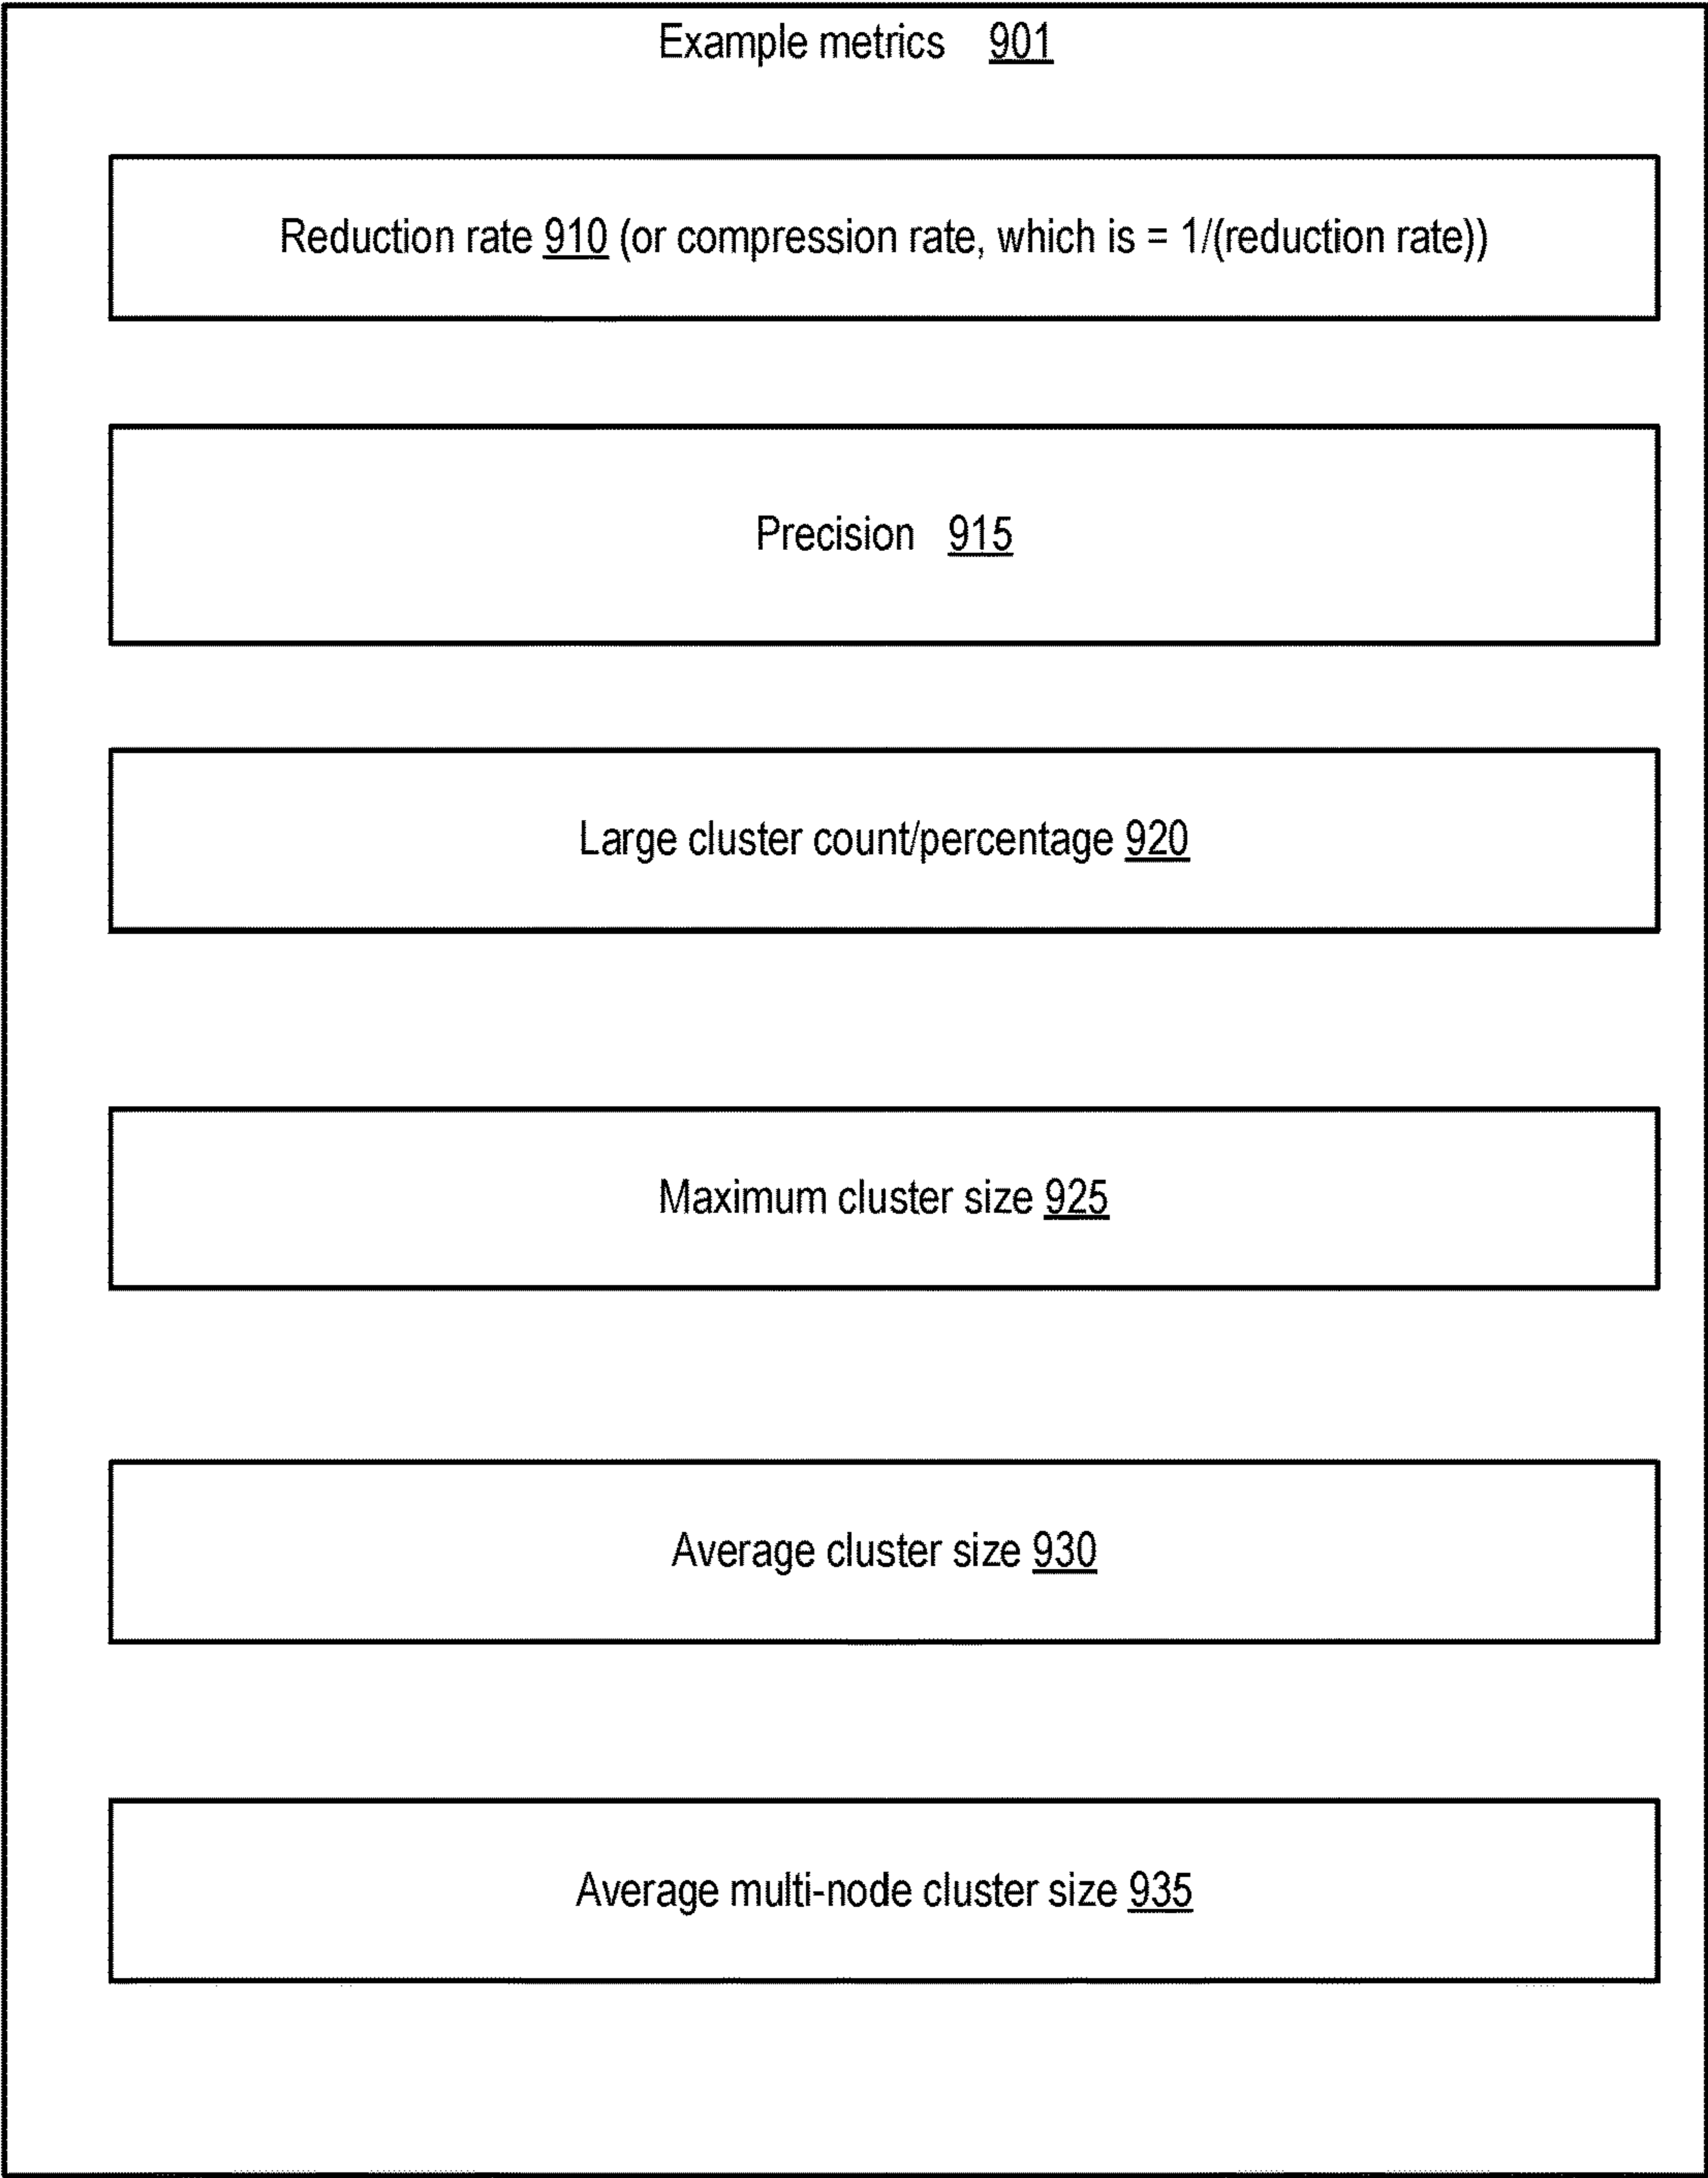 Example metrics 901
Reduction rate 910 (or compression rate, which is = 1/(reduction rate))
Precision 915
Large cluster count/percentage 920
Maximum cluster size 925
Average cluster size 930
Average multi-node cluster size 935